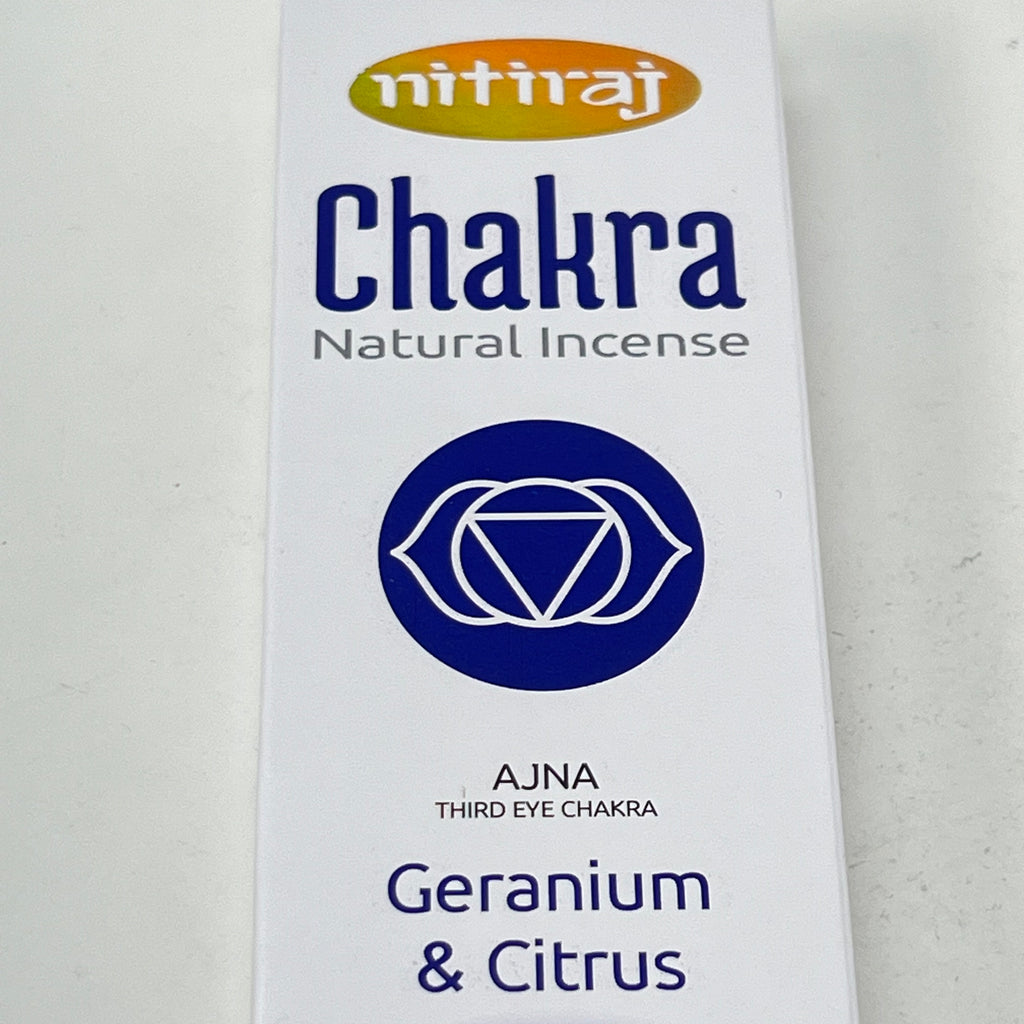 nitiraj
Chakra
Natural Incense
AJNA
THIRD EYE CHAKRA
Geranium
& Citrus